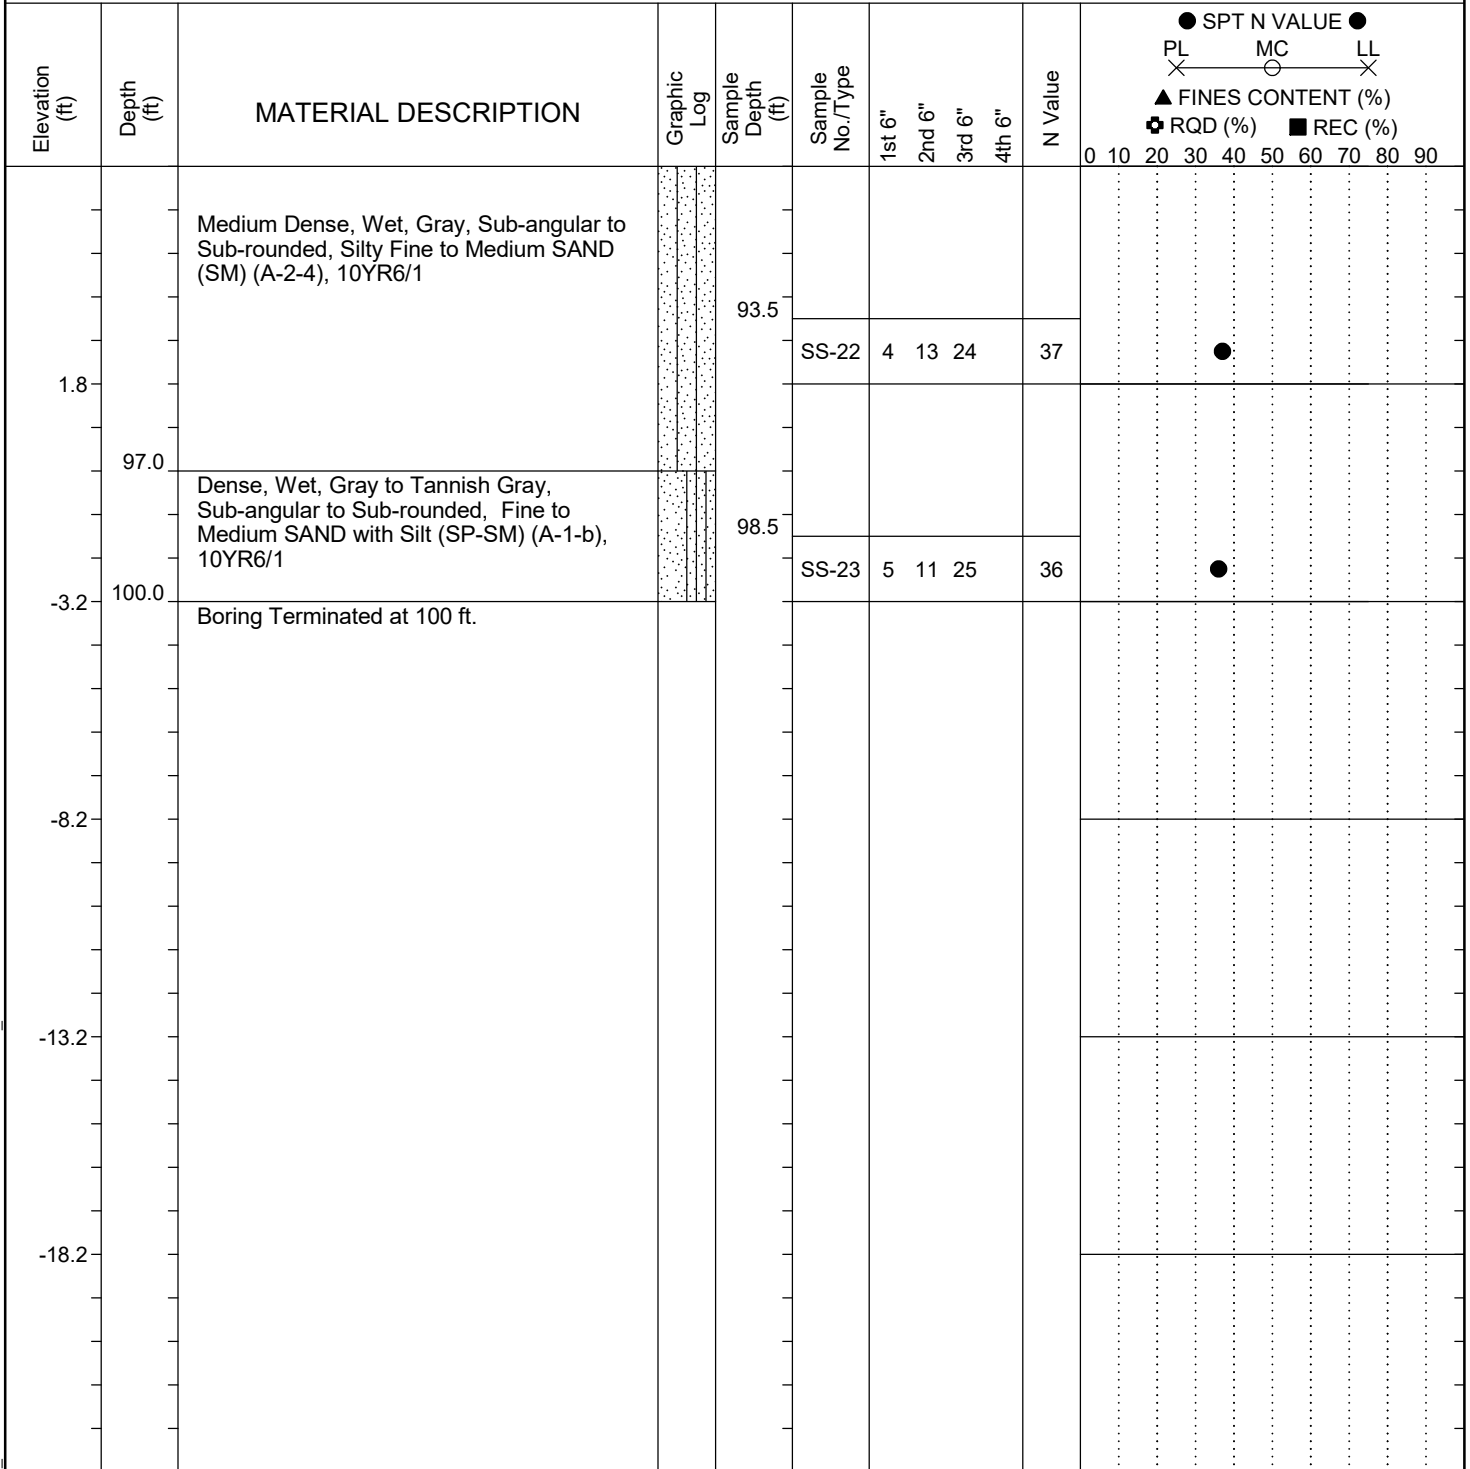 Elevation
(ft)
Depth
(ft)
MATERIAL DESCRIPTION
Graphic
Log
Sample
Depth
(ft)
Sample
No./Type
1st 6"
2nd 6"
3rd 6"
4th 6"
N Value
SPT N VALUE
PL MC LL
FINES CONTENT (%)
RQD (%) REC (%)
0 10 20 30 40 50 60 70 80 90
Medium Dense, Wet, Gray, Sub-angular to
Sub-rounded, Silty Fine to Medium SAND
(SM) (A-2-4), 10YR6/1
93.5
SS-22 4 13 24 37
1.8
97.0
Dense, Wet, Gray to Tannish Gray,
Sub-angular to Sub-rounded, Fine to
Medium SAND with Silt (SP-SM) (A-1-b),
10YR6/1
98.5
SS-23 5 11 25 36
100.0
-3.2
Boring Terminated at 100 ft.
-8.2
-13.2
-18.2